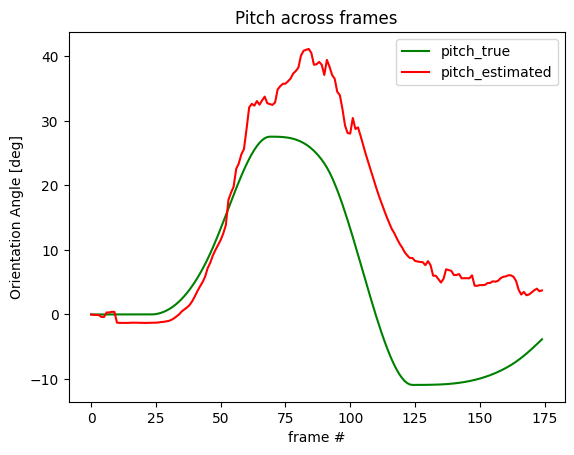 Pitch across frames
pitch_true
pitch_estimated
Orientation Angle [deg]
40
30
20
10
0
−10
0 25 50 75 100 125 150 175
frame #